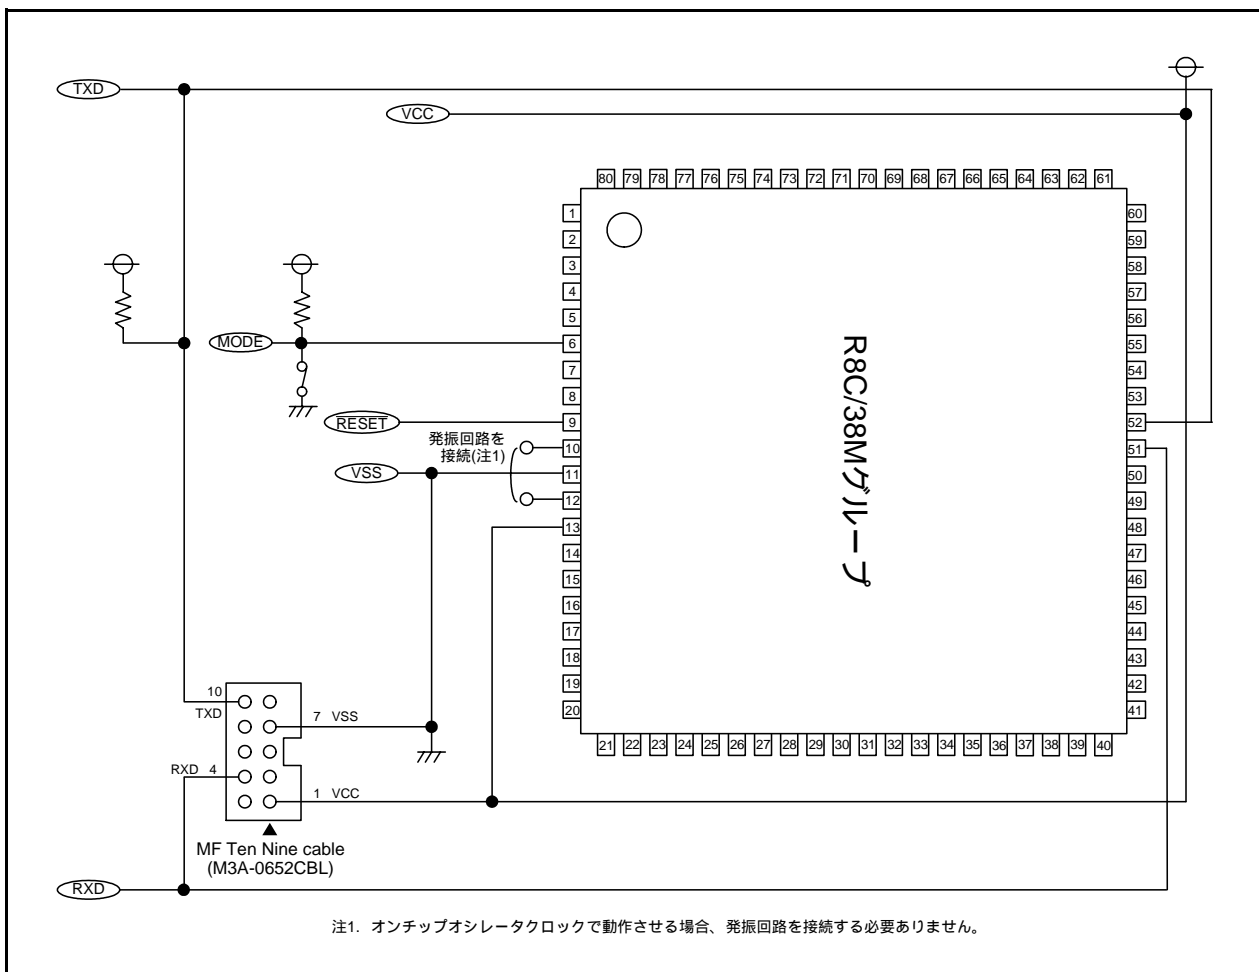 TXD
VCC
80 79 78 77 76 75 74 73 72 71 70 69 68 67 66 65 64 63 62 61
1
2
3
4
5
6
7
8
9
10
11
12
13
14
15
16
17
18
19
20
60
59
58
57
56
55
54
53
52
51
50
49
48
47
46
45
44
43
42
41
21 22 23 24 25 26 27 28 29 30 31 32 33 34 35 36 37 38 39 40
R8C/38Mグループ
MODE
RESET
発振回路を
接続(注1)
VSS
10
TXD
7 VSS
RXD 4
1 VCC
MF Ten Nine cable
(M3A-0652CBL)
RXD
注1. オンチップオシレータクロックで動作させる場合、発振回路を接続する必要ありません。